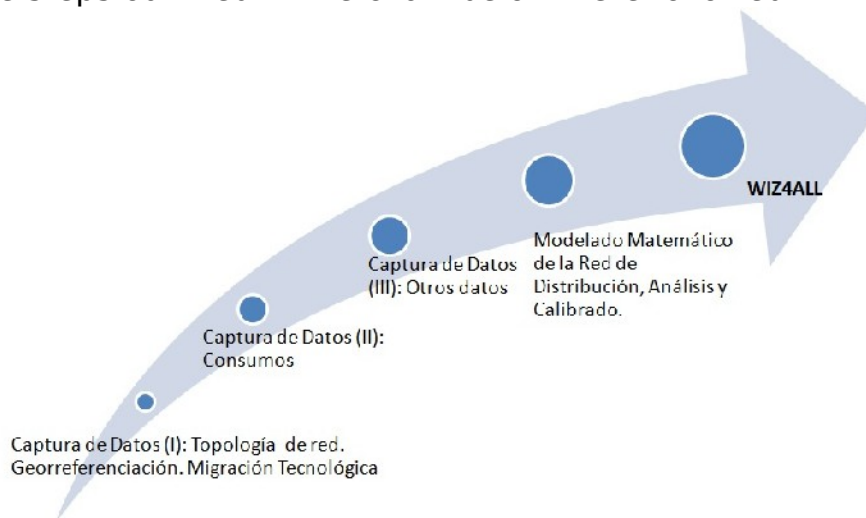 WIZ4ALL
Modelado Matemático
de la Red de
Distribución, Análisis y
Calibrado.
Captura de Datos
(III): Otros datos
Captura de Datos (II):
Consumos
Captura de Datos (I): Topología de red.
Georreferenciación. Migración Tecnológica